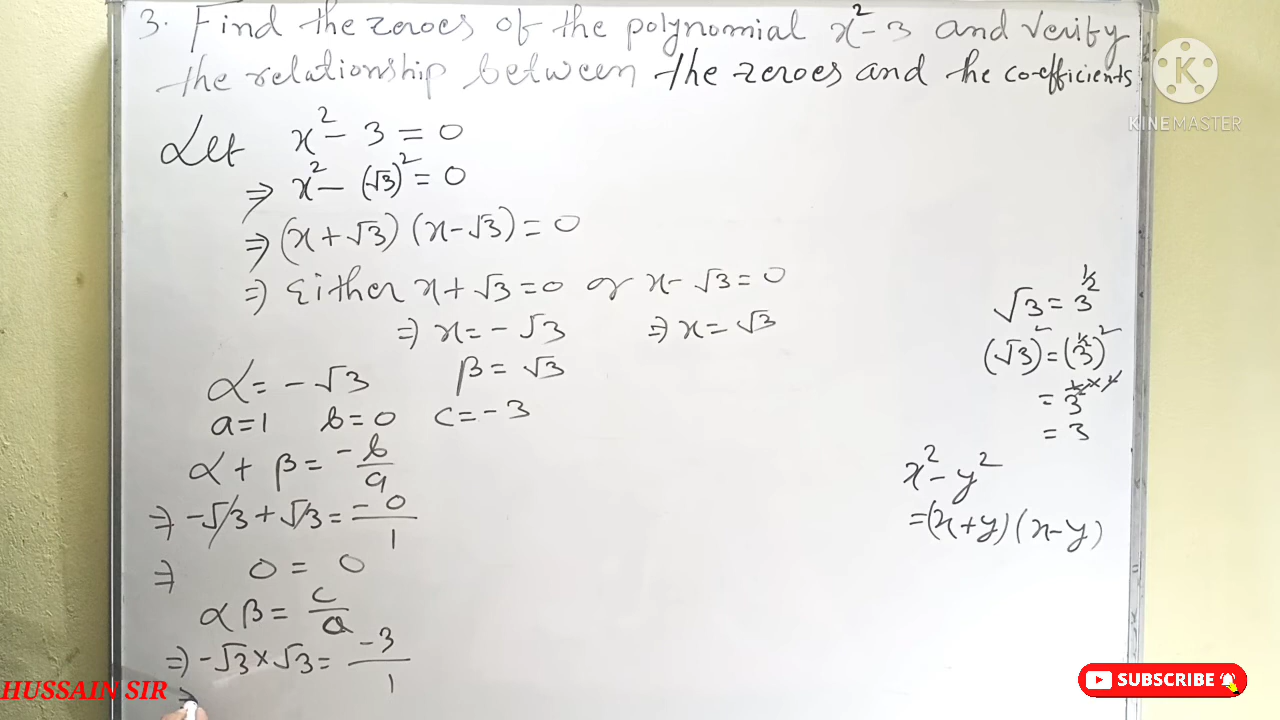 3. Find the zeroes of the polynomial x² - 3 and verify
the relationship between the zeroes and the co-efficients
K
KINEMASTER
Let x² - 3 = 0
⇒ x² - (√3)² = 0
⇒ (x + √3) (x - √3) = 0
⇒ Either x + √3 = 0 or x - √3 = 0
⇒ x = - √3 ⇒ x = √3
α = - √3 β = √3
a = 1 b = 0 c = - 3
α + β = -b/a
⇒ -√3 + √3 = -0/1
⇒ 0 = 0
αβ = c/a
⇒ -√3 × √3 = -3/1
⇒
√3 = 3^½
(√3)² = (3^½)²
= 3^½×2
= 3
x² - y²
= (x + y) (x - y)
HUSSAIN SIR
SUBSCRIBE